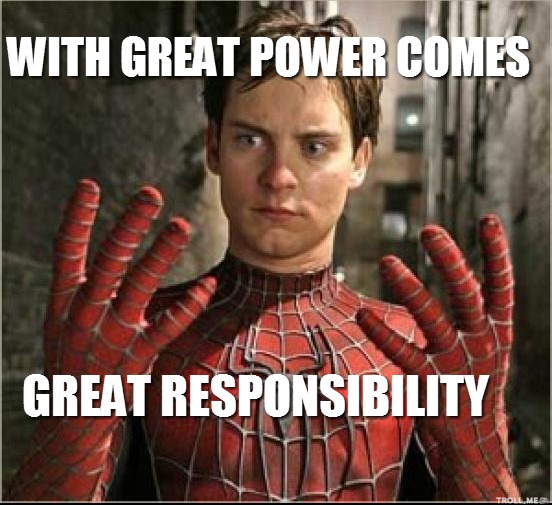 WITH GREAT POWER COMES
GREAT RESPONSIBILITY
TROLL.ME